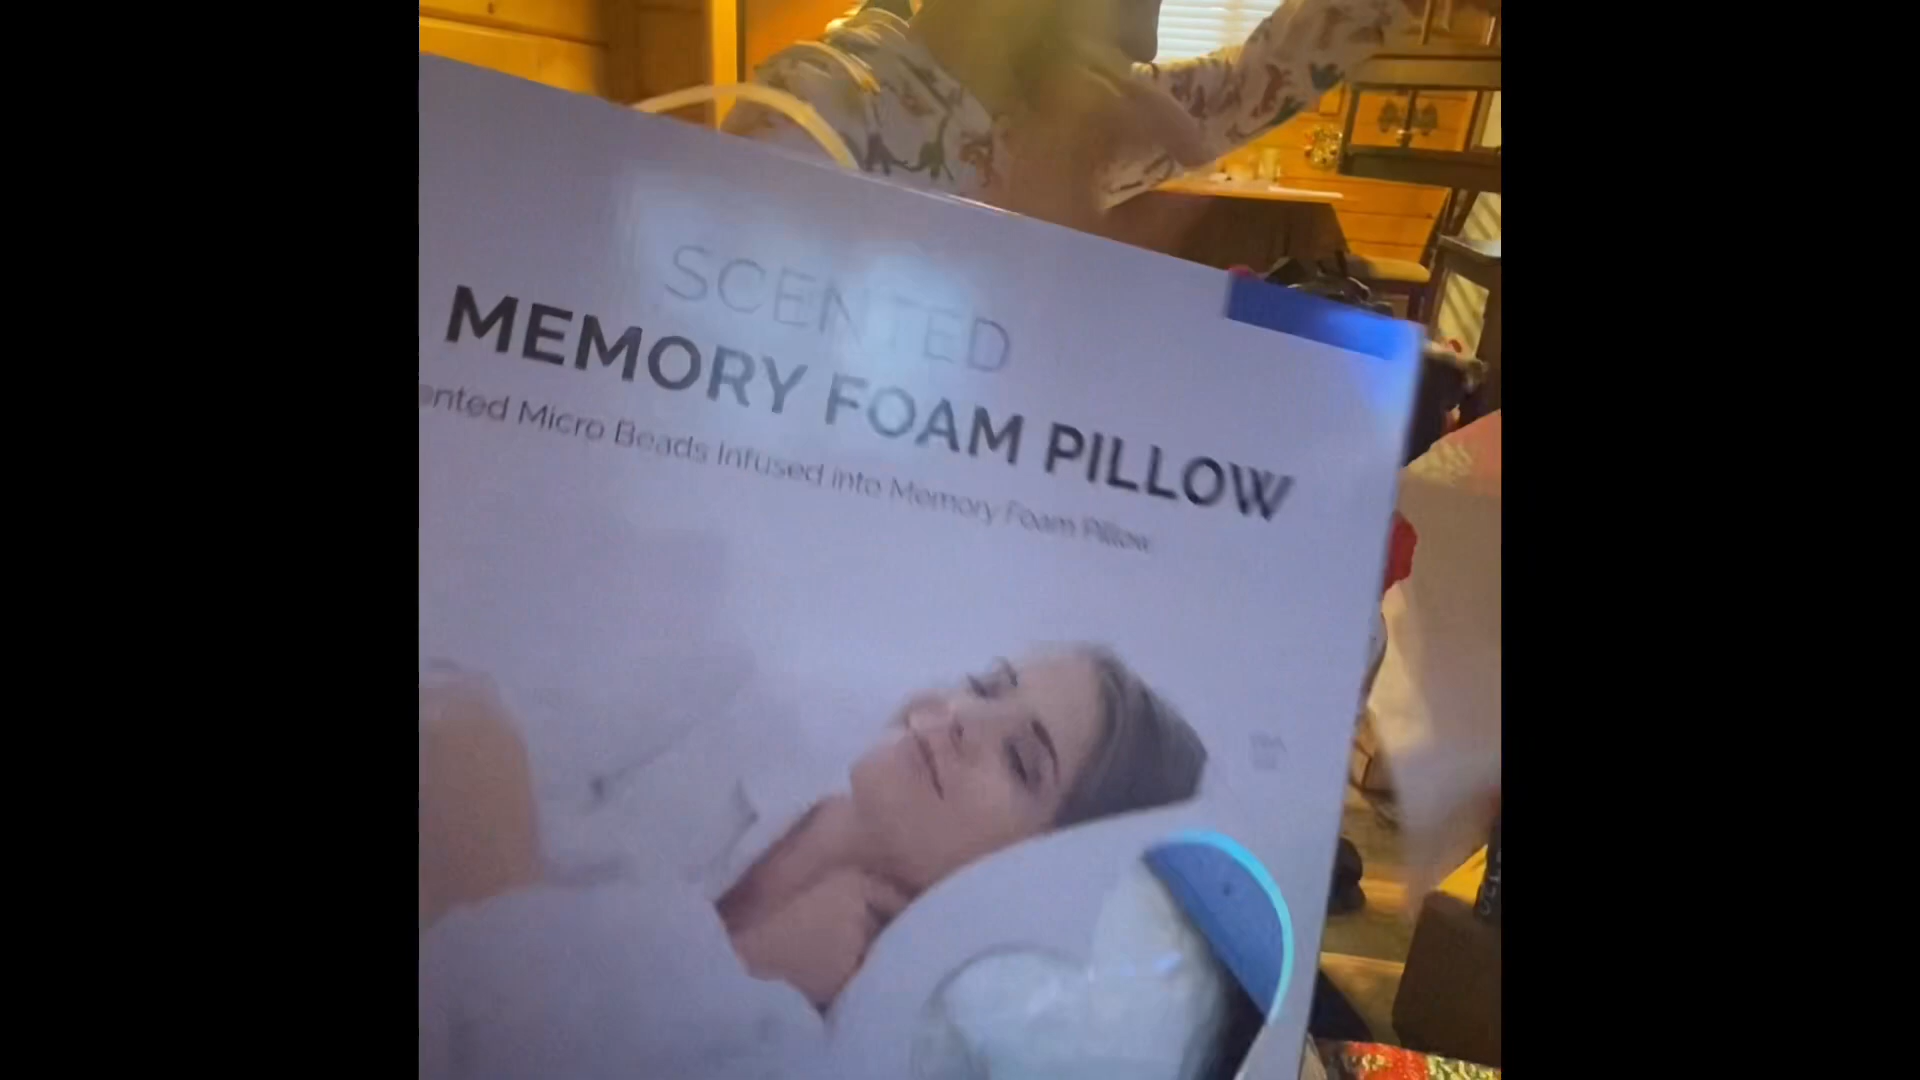 SCENTED
MEMORY FOAM PILLOW
Micro Beads Infused into Memory Foam Pillow